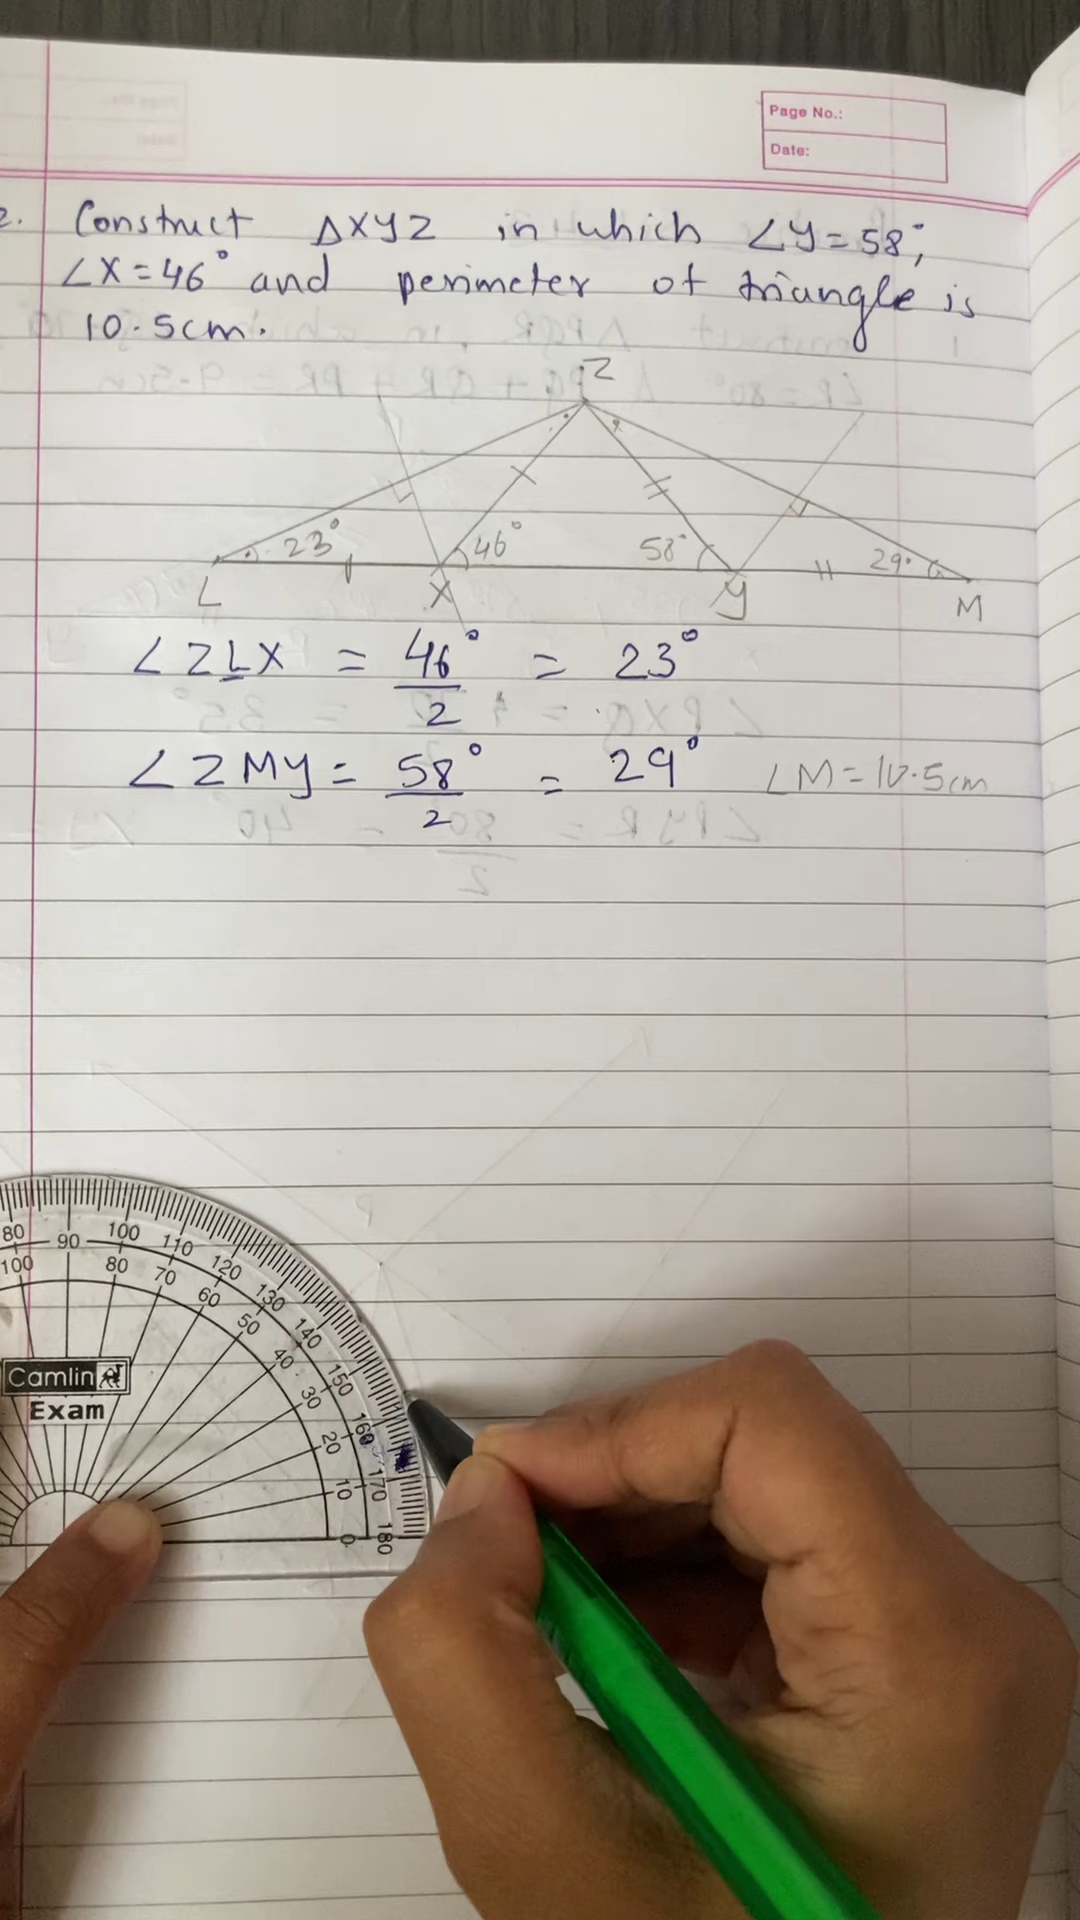 Page No.:
Date:
2. Construct ΔXYZ in which ∠Y=58°,
∠X=46° and perimeter of triangle is
10.5cm.
Z
23° 46° 58° 29°
L X Y M
∠ZLX = 46°/2 = 23°
∠ZMY = 58°/2 = 29° LM=10.5cm
80 90 100 110 120 130 140 150 160 170 180
100 80 70 60 50 40 30 20 10 0
Camlin
Exam